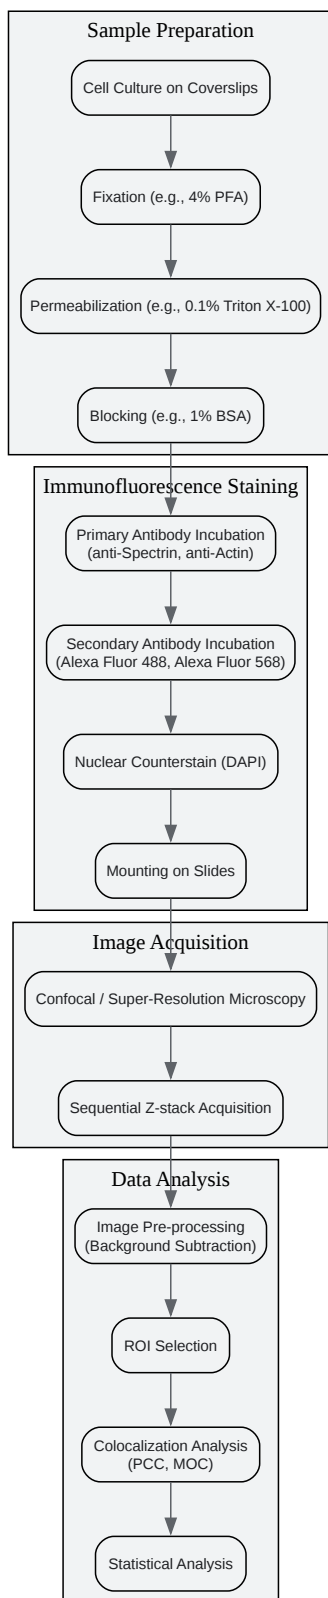 Sample Preparation
Cell Culture on Coverslips
Fixation (e.g., 4% PFA)
Permeabilization (e.g., 0.1% Triton X-100)
Blocking (e.g., 1% BSA)
Immunofluorescence Staining
Primary Antibody Incubation
(anti-Spectrin, anti-Actin)
Secondary Antibody Incubation
(Alexa Fluor 488, Alexa Fluor 568)
Nuclear Counterstain (DAPI)
Mounting on Slides
Image Acquisition
Confocal / Super-Resolution Microscopy
Sequential Z-stack Acquisition
Data Analysis
Image Pre-processing
(Background Subtraction)
ROI Selection
Colocalization Analysis
(PCC, MOC)
Statistical Analysis